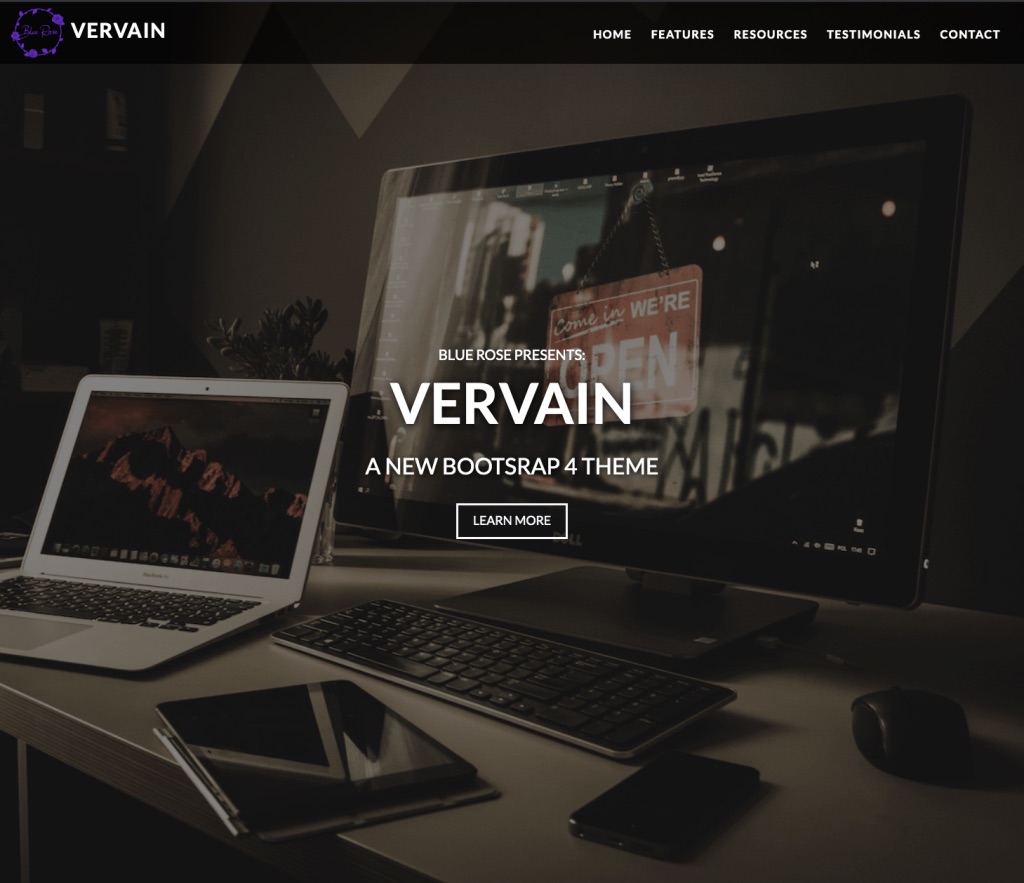 Blue Rose
VERVAIN
HOME
FEATURES
RESOURCES
TESTIMONIALS
CONTACT
Come in WE'RE
OPEN
BLUE ROSE PRESENTS:
VERVAIN
A NEW BOOTSRAP 4 THEME
LEARN MORE
DELL